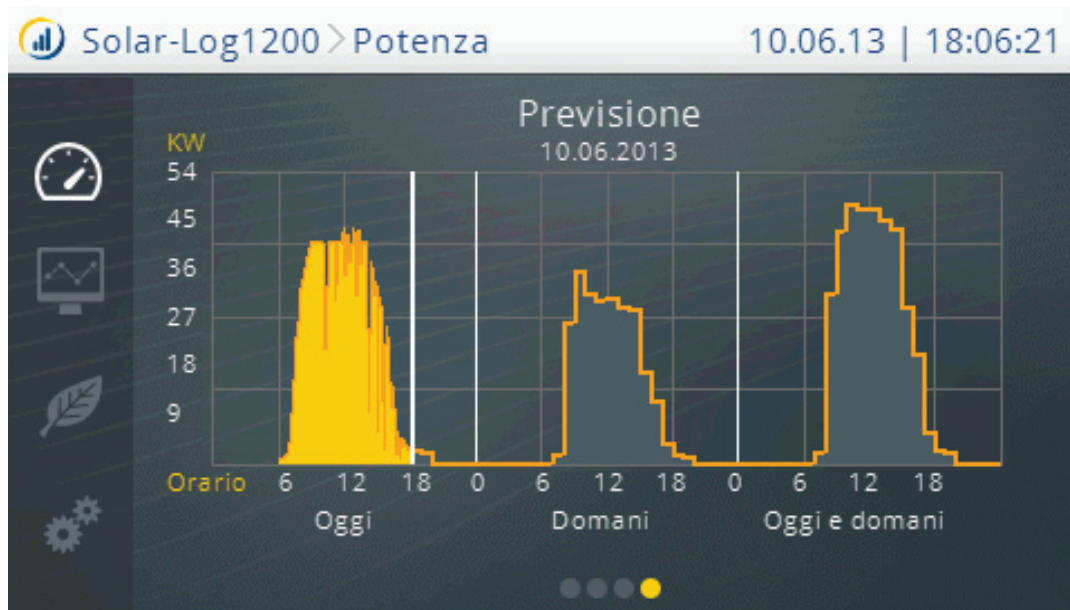 Solar-Log1200 > Potenza 10.06.13 | 18:06:21
Previsione
10.06.2013
KW
54
45
36
27
18
9
Orario 6 12 18 0 6 12 18 0 6 12 18
Oggi Domani Oggi e domani